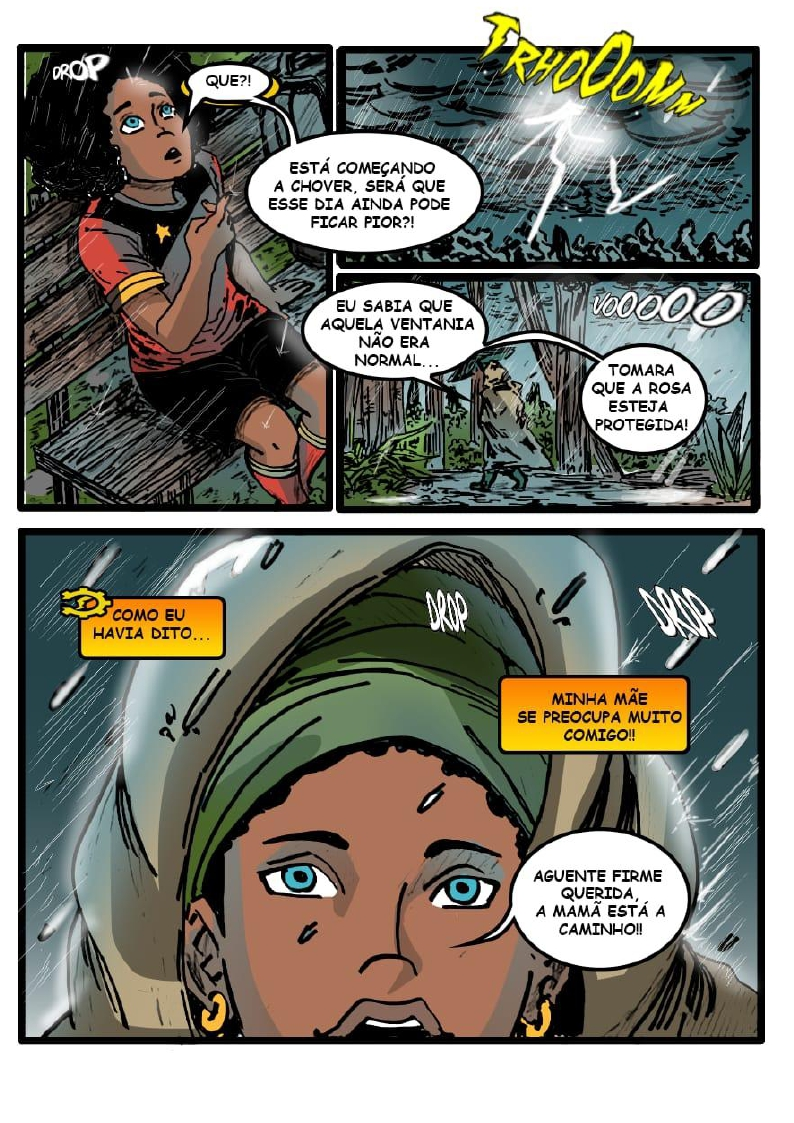 DROP
QUE?!
ESTÁ COMEÇANDO
A CHOVER, SERÁ QUE
ESSE DIA AINDA PODE
FICAR PIOR?!
TRHOOONN
EU SABIA QUE
AQUELA VENTANIA
NÃO ERA
NORMAL...
VOOOOO
TOMARA
QUE A ROSA
ESTEJA
PROTEGIDA!
COMO EU
HAVIA DITO...
DROP
DROP
MINHA MÃE
SE PREOCUPA MUITO
COMIGO!!
AGUENTE FIRME
QUERIDA,
A MAMÃ ESTÁ A
CAMINHO!!